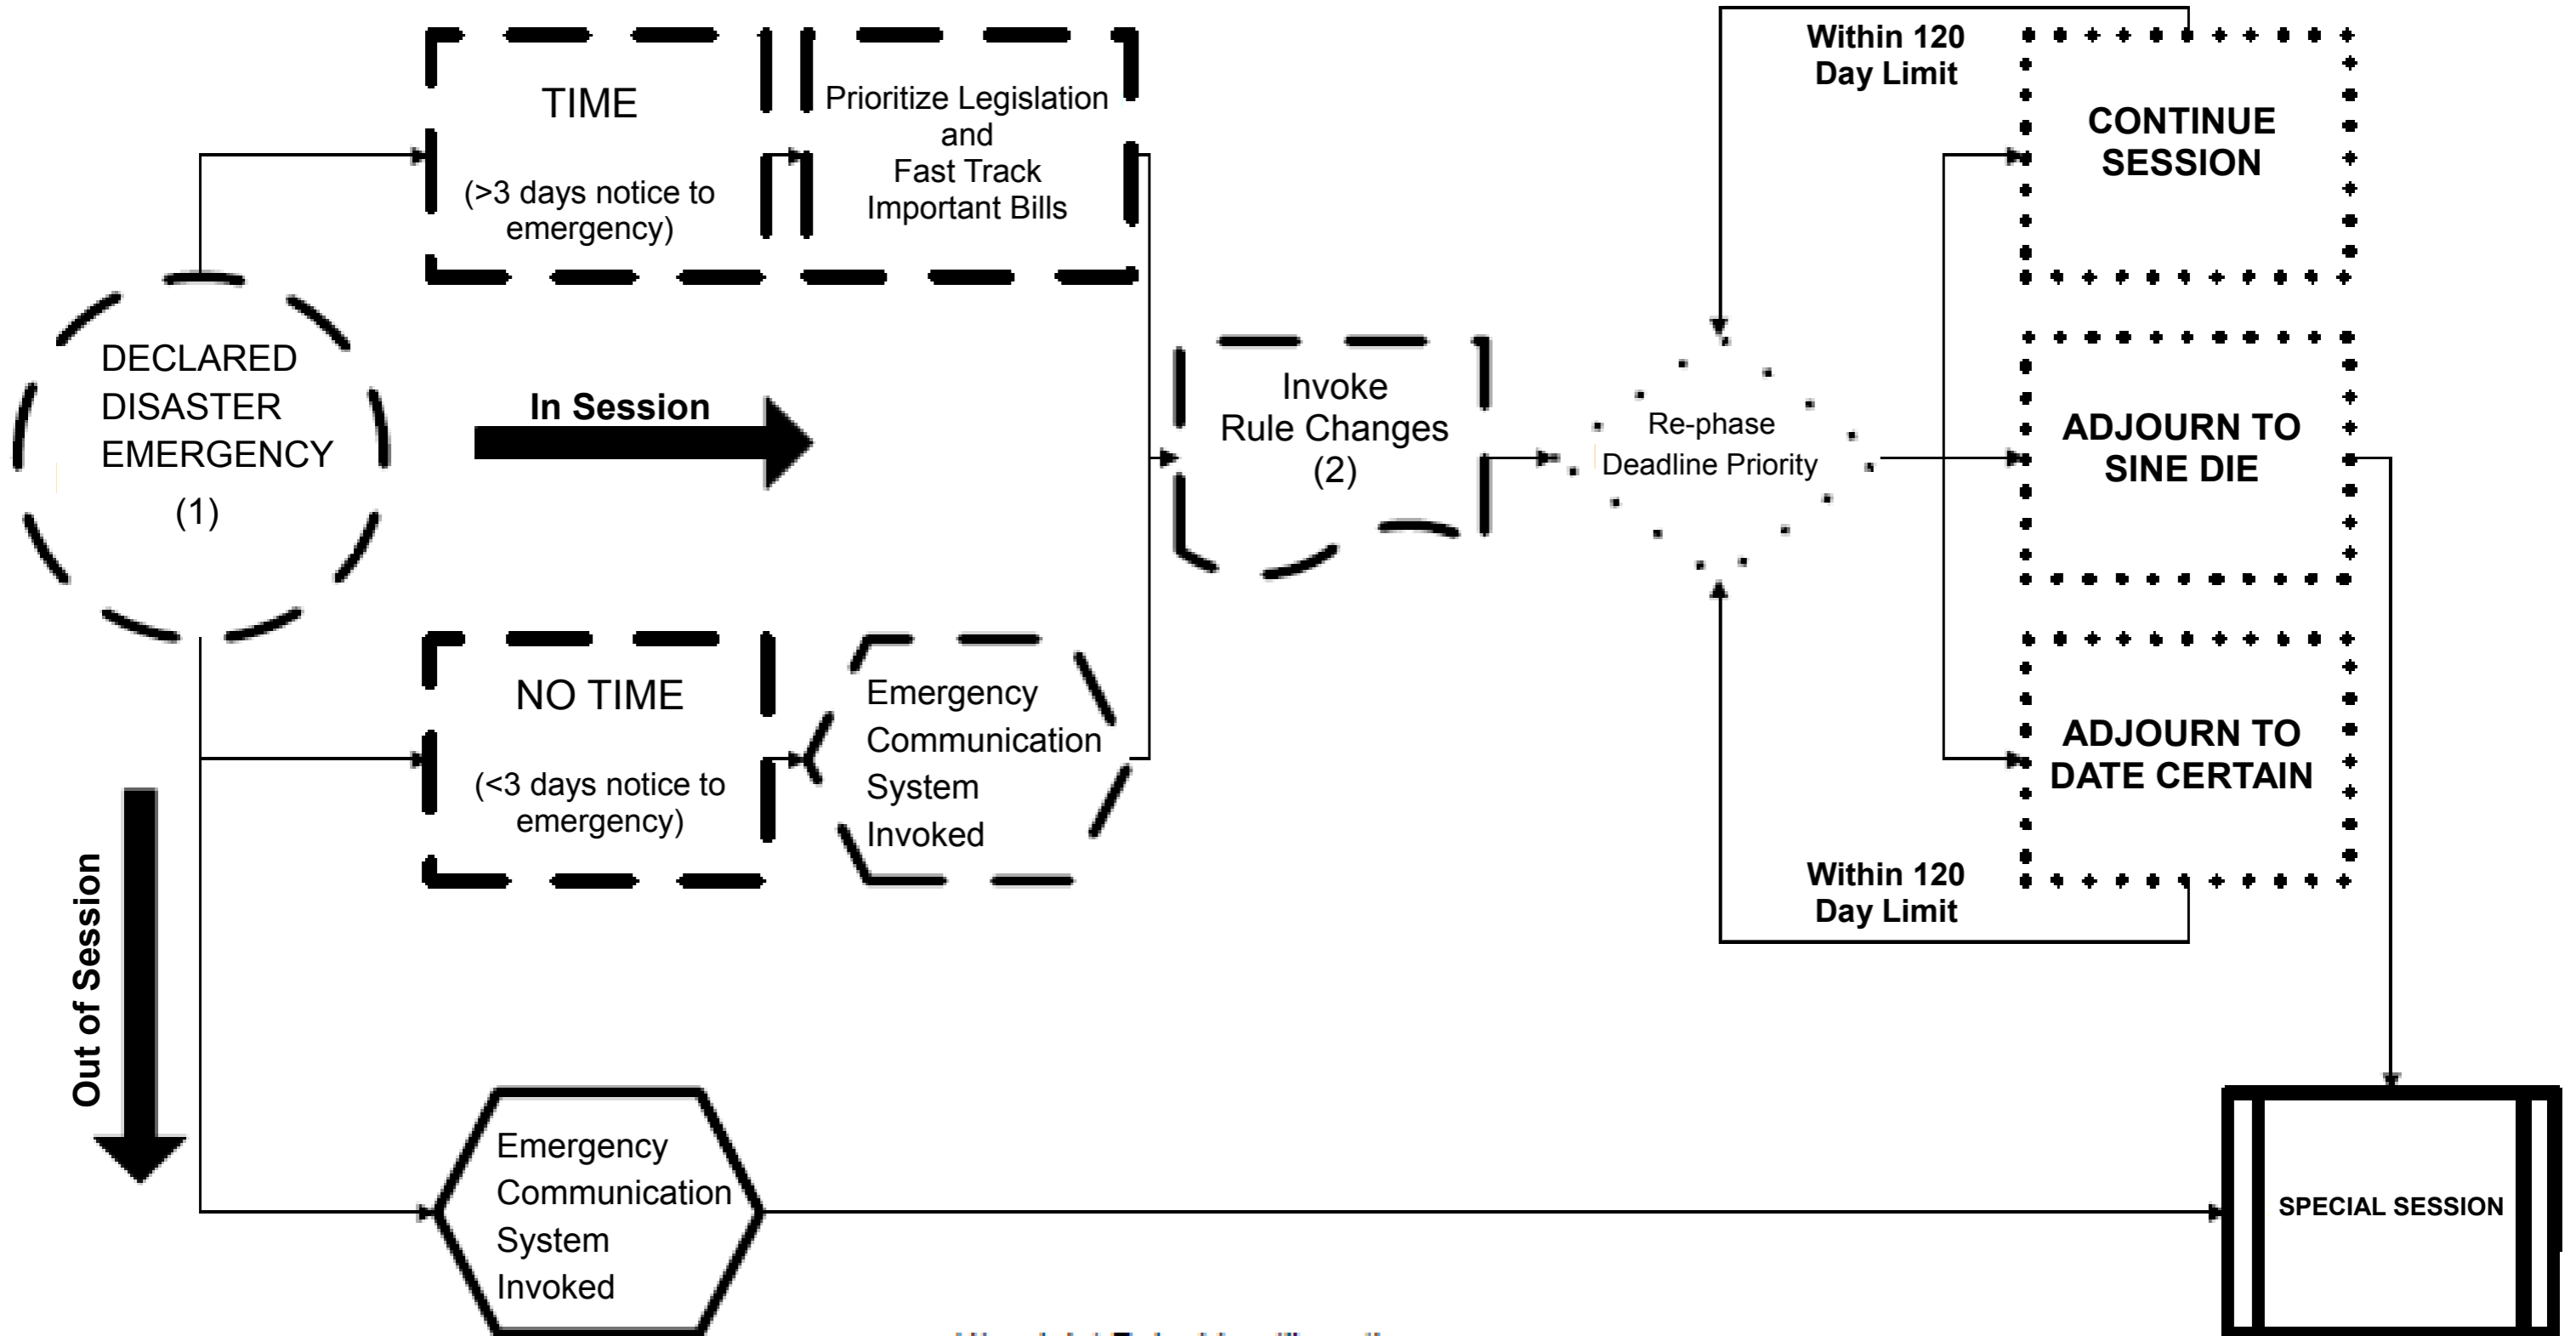 TIME
(>3 days notice to
emergency)
Prioritize Legislation
and
Fast Track
Important Bills
Within 120
Day Limit
CONTINUE
SESSION
DECLARED
DISASTER
EMERGENCY
(1)
In Session
Invoke
Rule Changes
(2)
Re-phase
Deadline Priority
ADJOURN TO
SINE DIE
NO TIME
(<3 days notice to
emergency)
Emergency
Communication
System
Invoked
ADJOURN TO
DATE CERTAIN
Within 120
Day Limit
Out of Session
Emergency
Communication
System
Invoked
SPECIAL SESSION